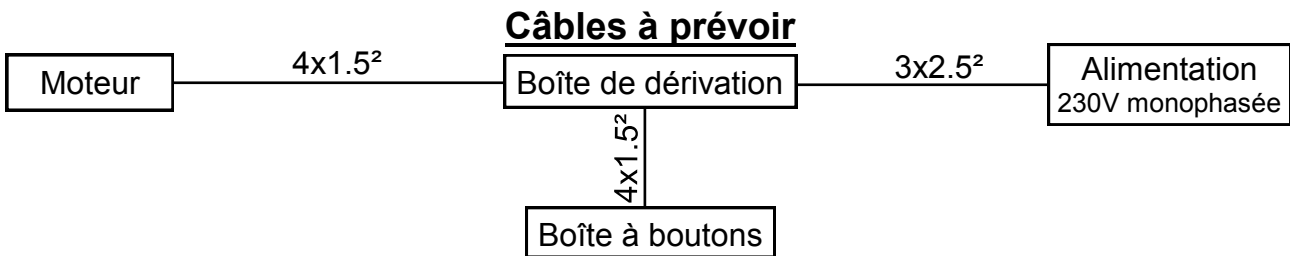 Câbles à prévoir
Moteur
4x1.5²
Boîte de dérivation
3x2.5²
Alimentation
230V monophasée
4x1.5²
Boîte à boutons